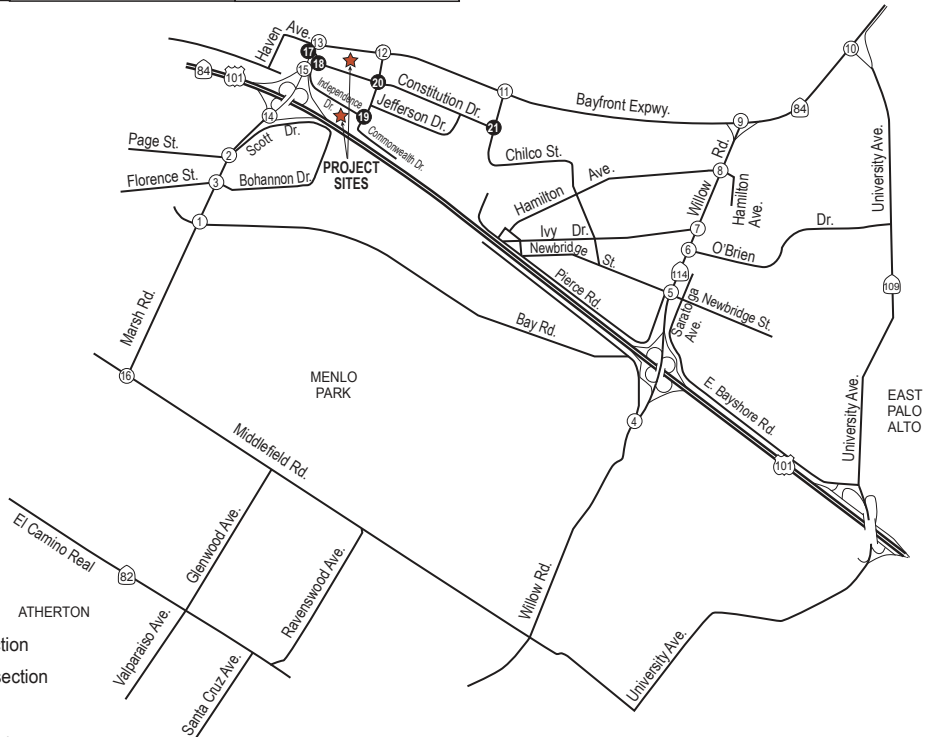 Haven
Ave.
13
12
17
18
15
84
101
14
Independence
Dr.
20
Constitution Dr.
Jefferson Dr.
19
Commonwealth Dr.
11
21
Bayfront Expwy.
84
10
9
Rd.
Willow
8
7
6
114
5
Chilco St.
Hamilton
Ave.
Hamilton
Ave.
University Ave.
Ivy Dr.
Newbridge
St.
O'Brien
Dr.
109
Page St.
2
Scott Dr.
Florence St.
3
Bohannon Dr.
PROJECT
SITES
1
Pierce Rd.
Saratoga
Ave.
Newbridge St.
Marsh Rd.
Bay Rd.
16
MENLO
PARK
4
E. Bayshore Rd.
University Ave.
EAST
PALO
ALTO
101
Middlefield Rd.
El Camino Real
82
Glenwood Ave.
Ravenswood Ave.
Willow Rd.
ATHERTON
Valparaiso Ave.
Santa Cruz Ave.
University Ave.
tion
section